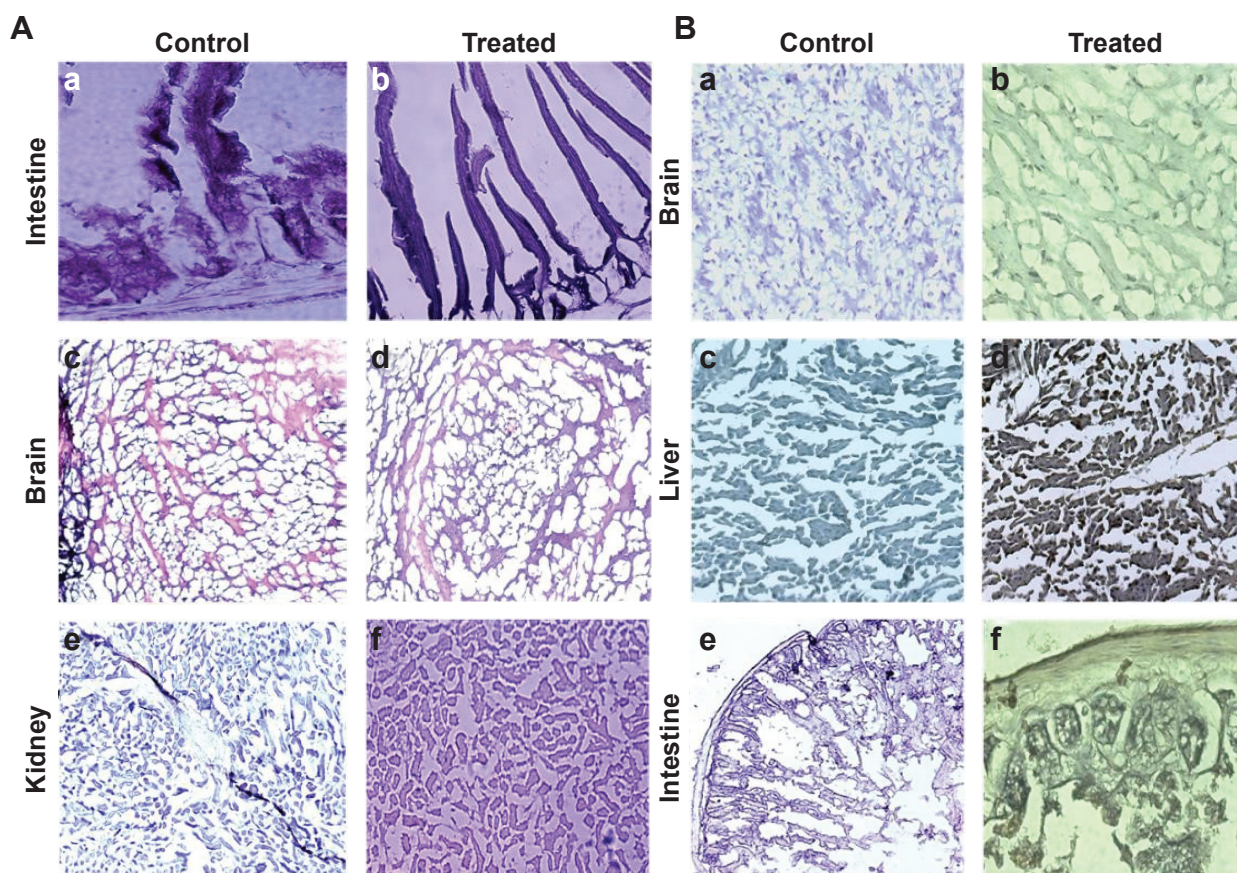 A
Control
Treated
B
Control
Treated
Intestine
a
b
Brain
a
b
Brain
c
d
Liver
c
d
Kidney
e
f
Intestine
e
f